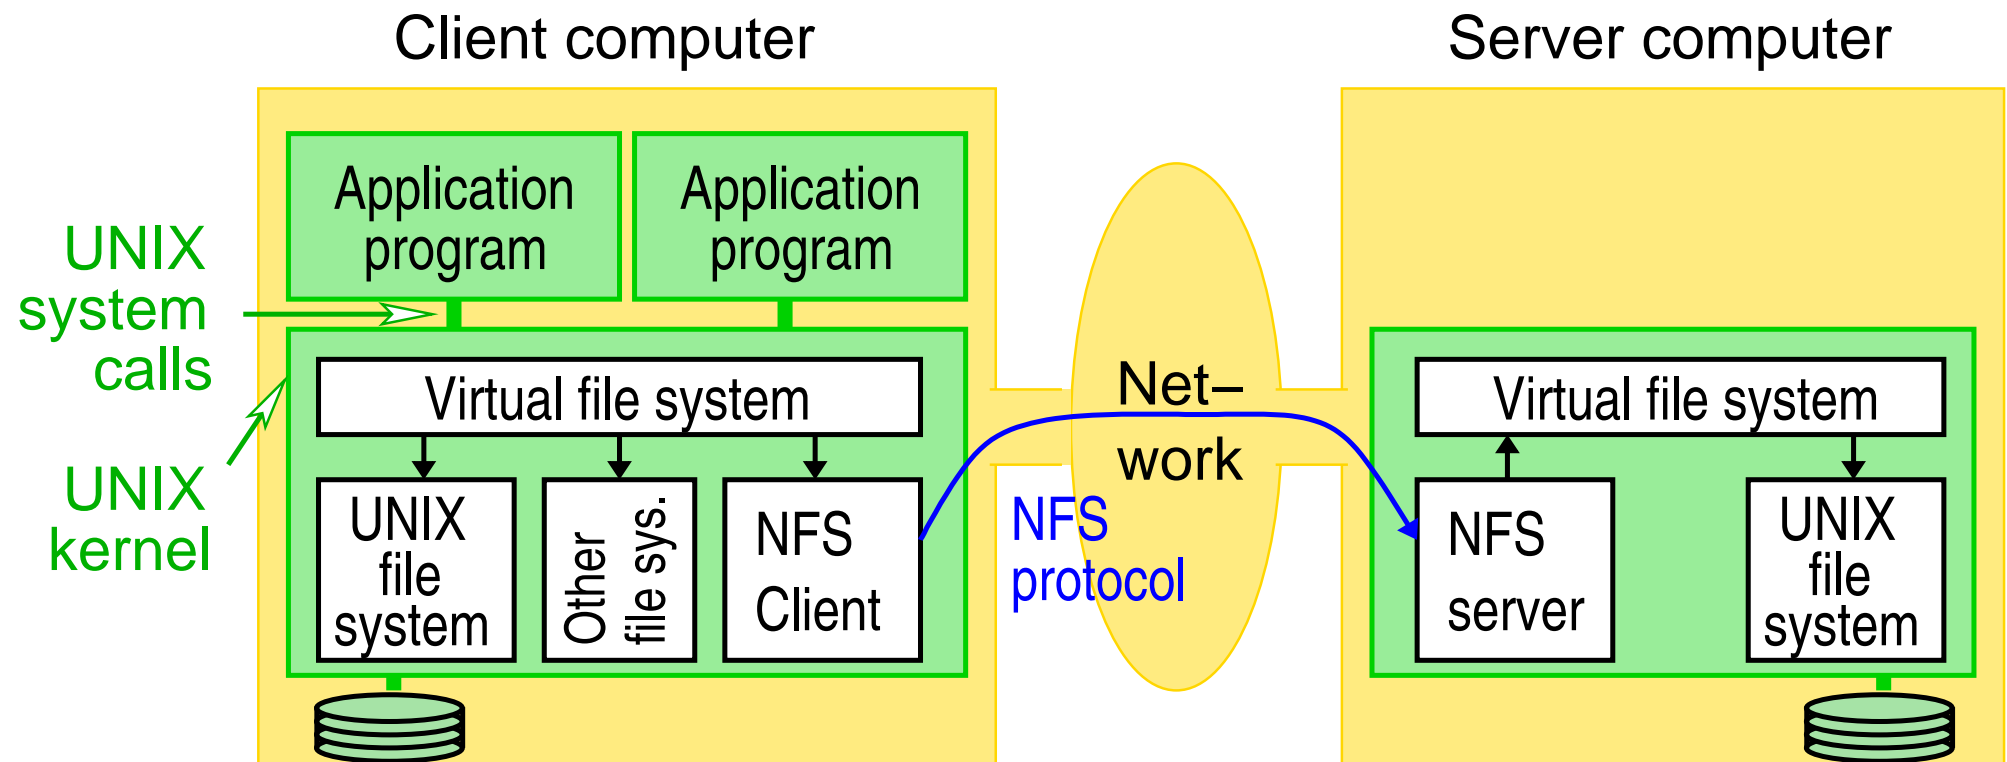 Client computer
Server computer
Application
program
Application
program
UNIX
system
calls
UNIX
kernel
Virtual file system
UNIX
file
system
Other
file sys.
NFS
Client
Net–
work
NFS
protocol
Virtual file system
NFS
server
UNIX
file
system